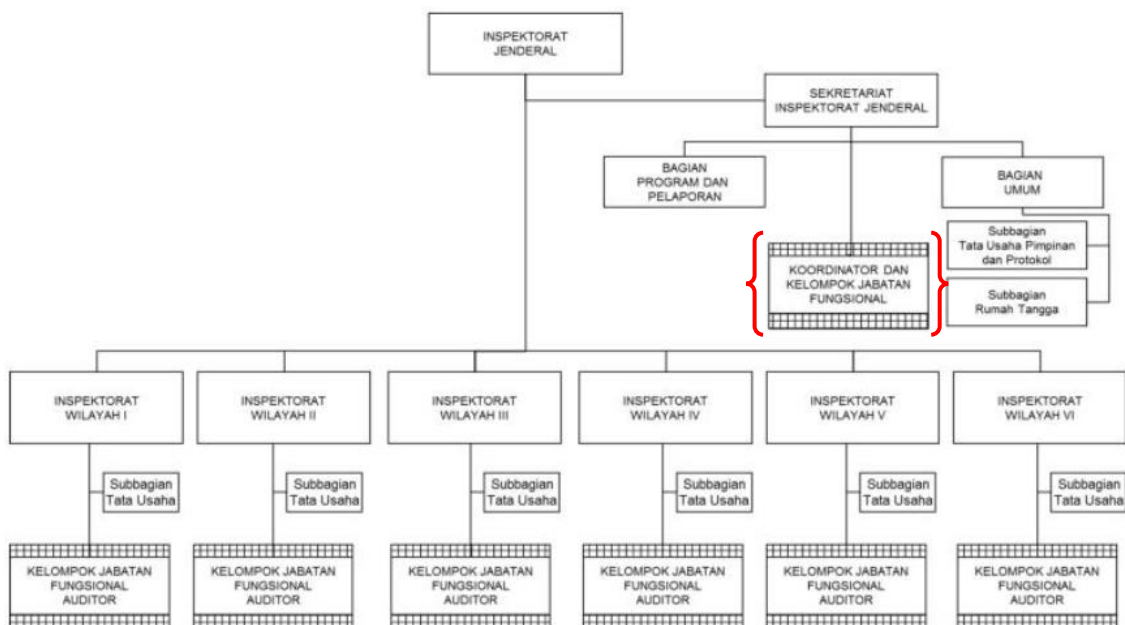 INSPEKTORAT
JENDERAL
SEKRETARIAT
INSPEKTORAT JENDERAL
BAGIAN
PROGRAM DAN
PELAPORAN
BAGIAN
UMUM
Subbagian
Tata Usaha Pimpinan
dan Protokol
KOORDINATOR DAN
KELOMPOK JABATAN
FUNGSIONAL
Subbagian
Rumah Tangga
INSPEKTORAT
WILAYAH I
INSPEKTORAT
WILAYAH II
INSPEKTORAT
WILAYAH III
INSPEKTORAT
WILAYAH IV
INSPEKTORAT
WILAYAH V
INSPEKTORAT
WILAYAH VI
Subbagian
Tata Usaha
Subbagian
Tata Usaha
Subbagian
Tata Usaha
Subbagian
Tata Usaha
Subbagian
Tata Usaha
Subbagian
Tata Usaha
KELOMPOK JABATAN
FUNGSIONAL
AUDITOR
KELOMPOK JABATAN
FUNGSIONAL
AUDITOR
KELOMPOK JABATAN
FUNGSIONAL
AUDITOR
KELOMPOK JABATAN
FUNGSIONAL
AUDITOR
KELOMPOK JABATAN
FUNGSIONAL
AUDITOR
KELOMPOK JABATAN
FUNGSIONAL
AUDITOR